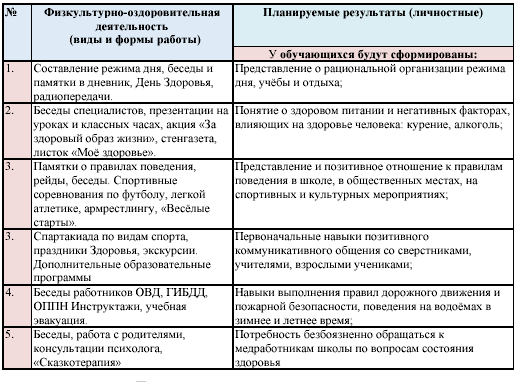 №
Физкультурно-оздоровительная
деятельность
(виды и формы работы)
Планируемые результаты (личностные)
У обучающихся будут сформированы:
1.
Составление режима дня, беседы и
памятки в дневник, День Здоровья,
радиопередачи.
Представление о рациональной организации режима
дня, учёбы и отдыха;
2.
Беседы специалистов, презентации на
уроках и классных часах, акция «За
здоровый образ жизни», стенгазета,
листок «Моё здоровье».
Понятие о здоровом питании и негативных факторах,
влияющих на здоровье человека: курение, алкоголь;
3.
Памятки о правилах поведения,
рейды, беседы. Спортивные
соревнования по футболу, легкой
атлетике, армрестлингу, «Весёлые
старты».
Представление и позитивное отношение к правилам
поведения в школе, в общественных местах, на
спортивных и культурных мероприятиях;
3.
Спартакиада по видам спорта,
праздники Здоровья, экскурсии.
Дополнительные образовательные
программы
Первоначальные навыки позитивного
коммуникативного общения со сверстниками,
учителями, взрослыми учениками;
4.
Беседы работников ОВД, ГИБДД,
ОППН Инструктажи, учебная
эвакуация.
Навыки выполнения правил дорожного движения и
пожарной безопасности, поведения на водоёмах в
зимнее и летнее время;
5.
Беседы, работа с родителями,
консультации психолога,
«Сказкотерапия»
Потребность безбоязненно обращаться к
медработникам школы по вопросам состояния
здоровья